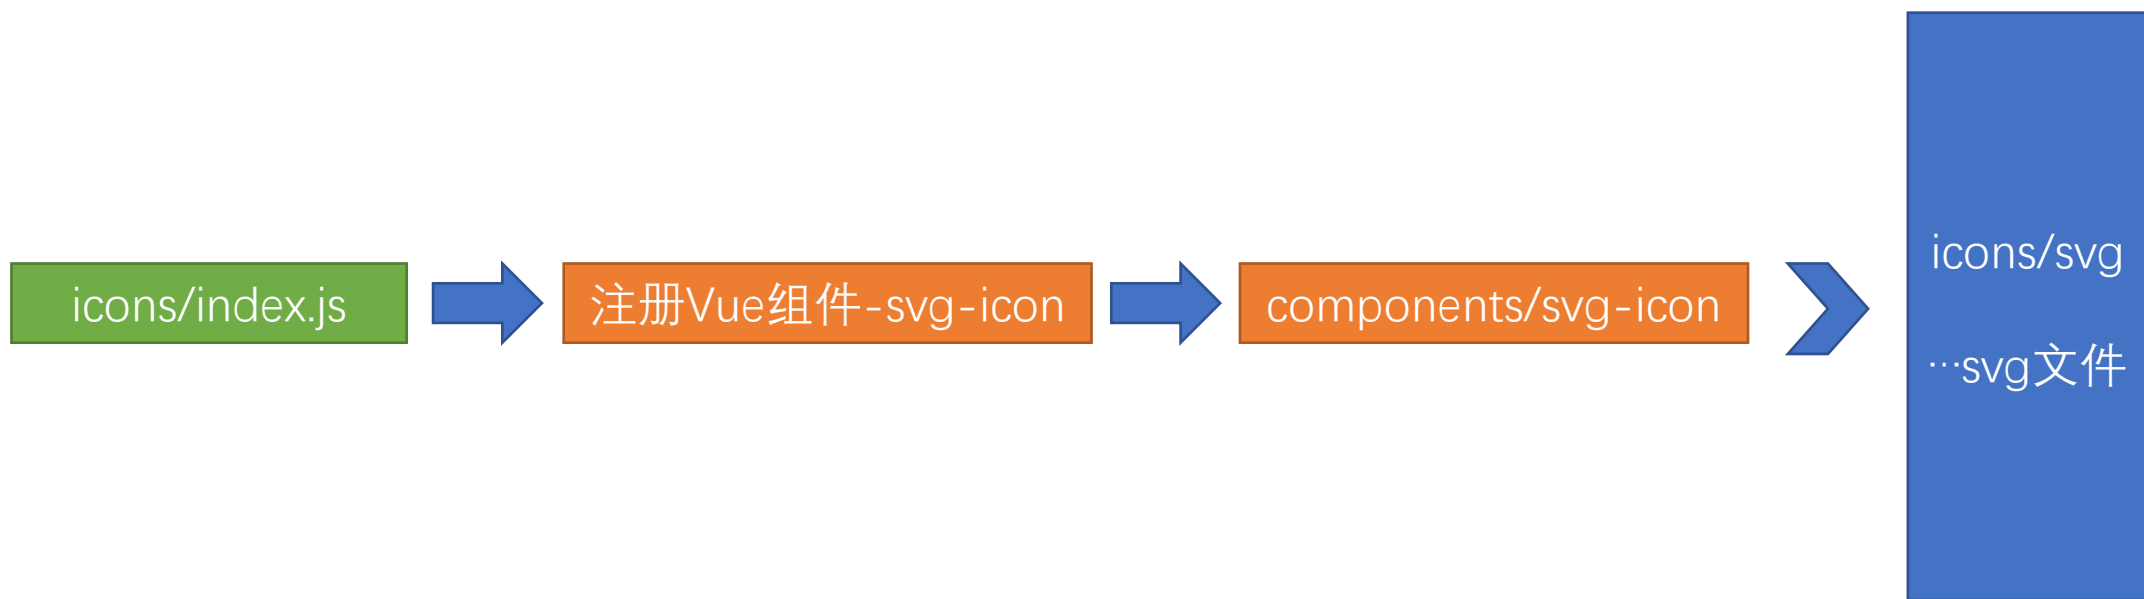 icons/index.js
注册Vue组件-svg-icon
components/svg-icon
icons/svg
…svg文件